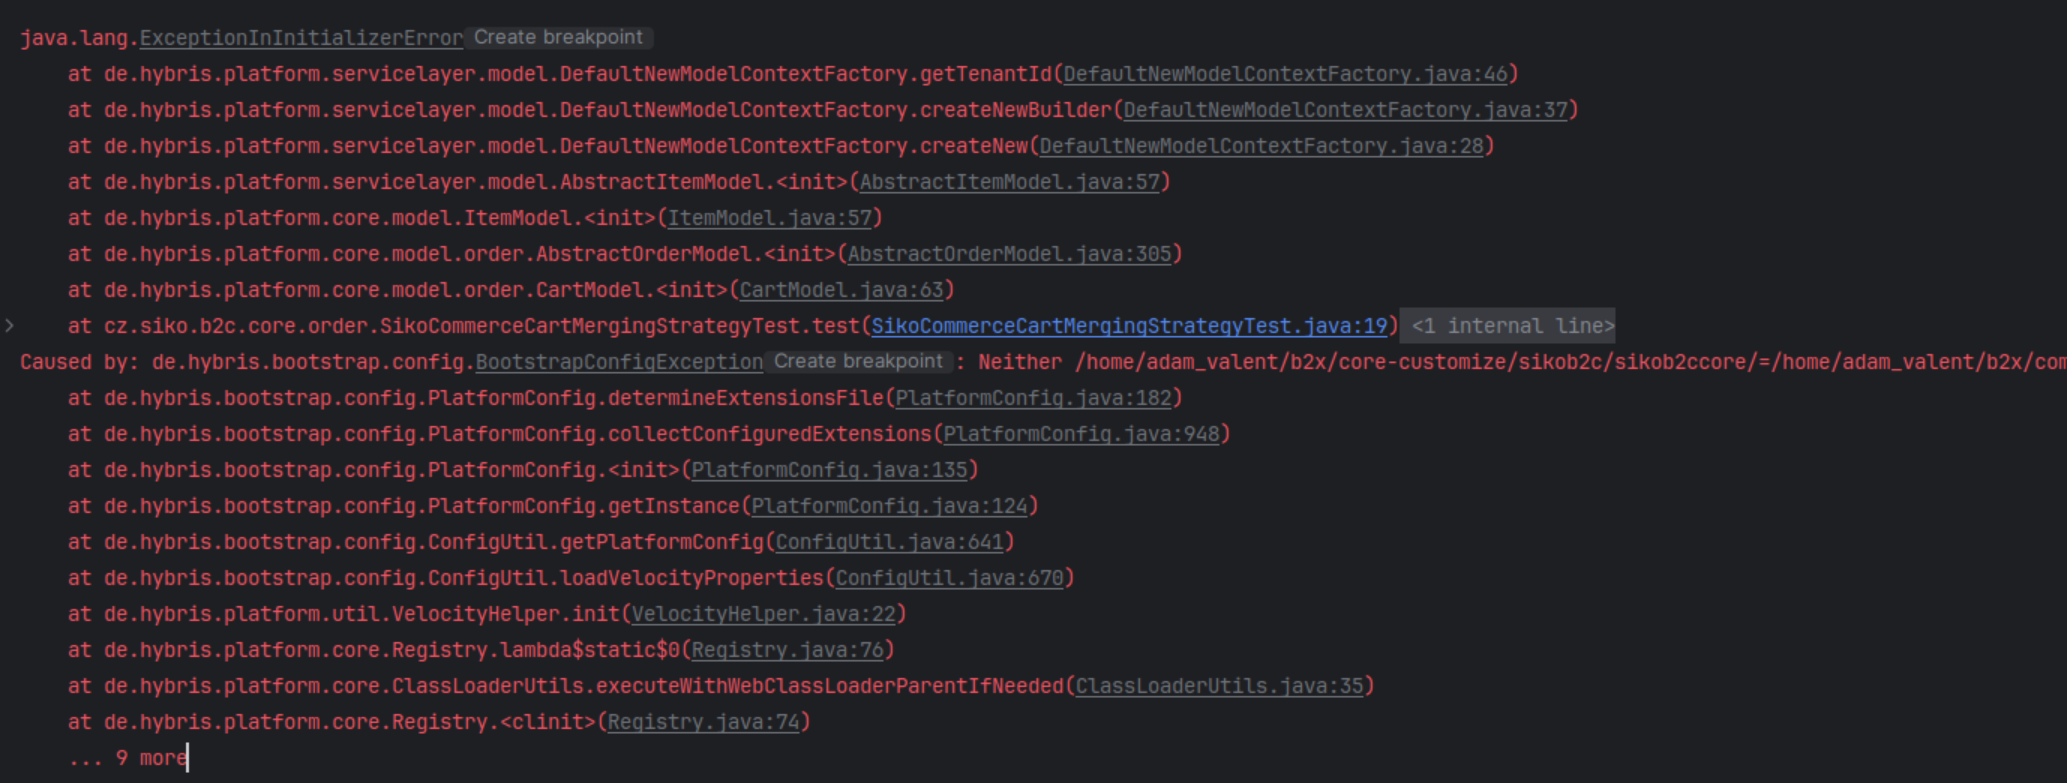 java.lang.ExceptionInInitializerError Create breakpoint
at de.hybris.platform.servicelayer.model.DefaultNewModelContextFactory.getTenantId(DefaultNewModelContextFactory.java:46)
at de.hybris.platform.servicelayer.model.DefaultNewModelContextFactory.createNewBuilder(DefaultNewModelContextFactory.java:37)
at de.hybris.platform.servicelayer.model.DefaultNewModelContextFactory.createNew(DefaultNewModelContextFactory.java:28)
at de.hybris.platform.servicelayer.model.AbstractItemModel.<init>(AbstractItemModel.java:57)
at de.hybris.platform.core.model.ItemModel.<init>(ItemModel.java:57)
at de.hybris.platform.core.model.order.AbstractOrderModel.<init>(AbstractOrderModel.java:305)
at de.hybris.platform.core.model.order.CartModel.<init>(CartModel.java:63)
at cz.siko.b2c.core.order.SikoCommerceCartMergingStrategyTest.test(SikoCommerceCartMergingStrategyTest.java:19) <1 internal line>
Caused by: de.hybris.bootstrap.config.BootstrapConfigException Create breakpoint : Neither /home/adam_valent/b2x/core-customize/sikob2c/sikob2ccore/=/home/adam_valent/b2x/com
at de.hybris.bootstrap.config.PlatformConfig.determineExtensionsFile(PlatformConfig.java:182)
at de.hybris.bootstrap.config.PlatformConfig.collectConfiguredExtensions(PlatformConfig.java:948)
at de.hybris.bootstrap.config.PlatformConfig.<init>(PlatformConfig.java:135)
at de.hybris.bootstrap.config.PlatformConfig.getInstance(PlatformConfig.java:124)
at de.hybris.bootstrap.config.ConfigUtil.getPlatformConfig(ConfigUtil.java:641)
at de.hybris.bootstrap.config.ConfigUtil.loadVelocityProperties(ConfigUtil.java:670)
at de.hybris.platform.util.VelocityHelper.init(VelocityHelper.java:22)
at de.hybris.platform.core.Registry.lambda$static$0(Registry.java:76)
at de.hybris.platform.core.ClassLoaderUtils.executeWithWebClassLoaderParentIfNeeded(ClassLoaderUtils.java:35)
at de.hybris.platform.core.Registry.<clinit>(Registry.java:74)
... 9 more